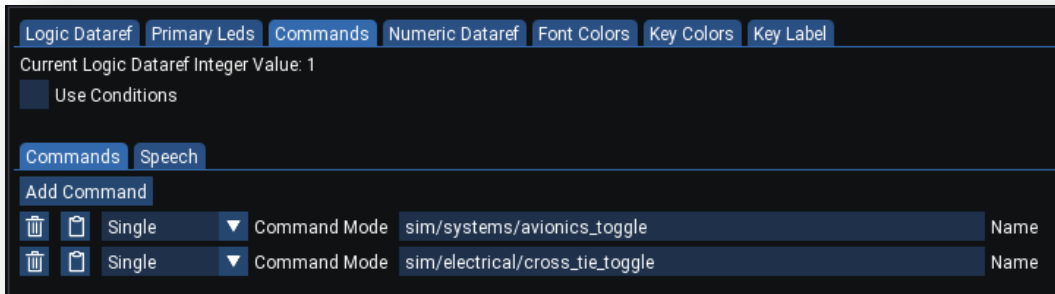 Logic Dataref Primary Leds Commands Numeric Dataref Font Colors Key Colors Key Label
Current Logic Dataref Integer Value: 1
Use Conditions
Commands Speech
Add Command
Single Command Mode sim/systems/avionics_toggle Name
Single Command Mode sim/electrical/cross_tie_toggle Name